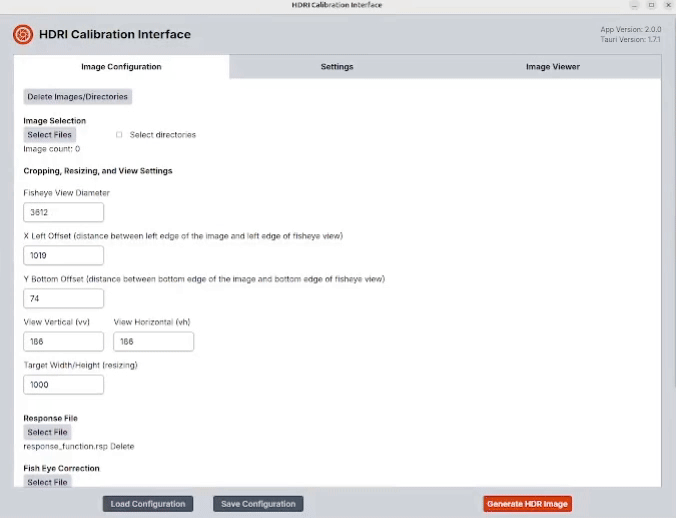 HDRI Calibration Interface
HDRI Calibration Interface
App Version: 2.0.0
Tauri Version: 1.7.1
Image Configuration
Settings
Image Viewer
Delete Images/Directories
Image Selection
Select Files
Select directories
Image count: 0
Cropping, Resizing, and View Settings
Fisheye View Diameter
3612
X Left Offset (distance between left edge of the image and left edge of fisheye view)
1019
Y Bottom Offset (distance between bottom edge of the image and bottom edge of fisheye view)
74
View Vertical (vv) View Horizontal (vh)
186 186
Target Width/Height (resizing)
1000
Response File
Select File
response_function.rsp Delete
Fish Eye Correction
Select File
Load Configuration
Save Configuration
Generate HDR Image